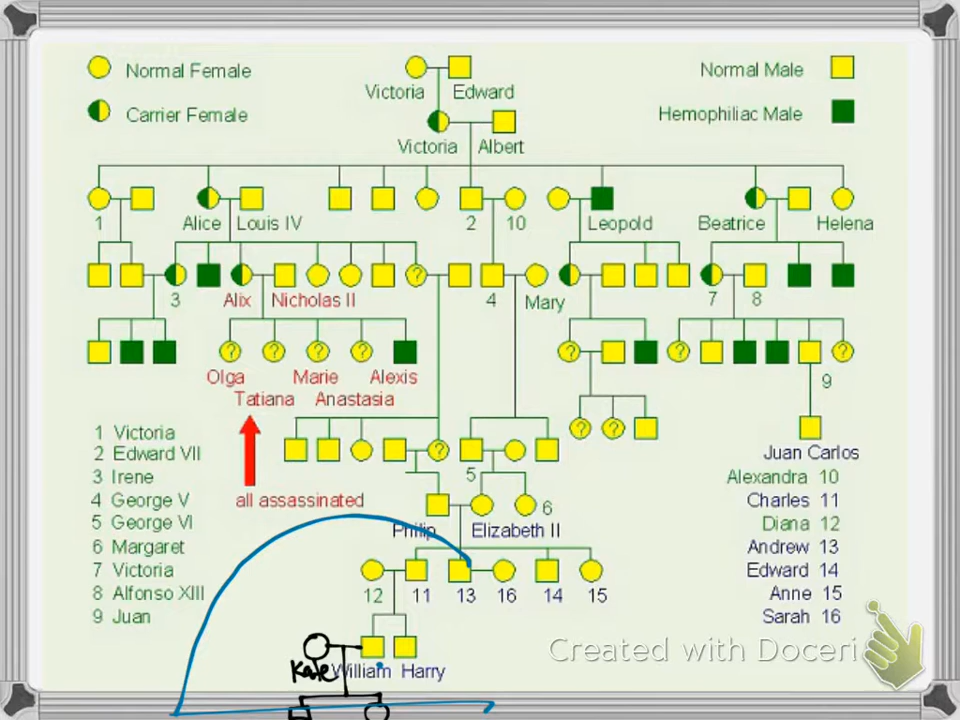 Normal Female
Normal Male
Victoria Edward
Carrier Female
Hemophiliac Male
Victoria Albert
1 Alice Louis IV 2 10 Leopold Beatrice Helena
? 
3 Alix Nicholas II 4 Mary 7 8
? ? ? ? ? ? ?
Olga Marie Alexis 9
Tatiana Anastasia
? ?
1 Victoria
?
2 Edward VII Juan Carlos
3 Irene 5 Alexandra 10
4 George V all assassinated Charles 11
6
5 George VI Philip Elizabeth II Diana 12
6 Margaret Andrew 13
7 Victoria Edward 14
8 Alfonso XIII 12 11 13 16 14 15 Anne 15
9 Juan Sarah 16
Created with Doceri
Kate William Harry